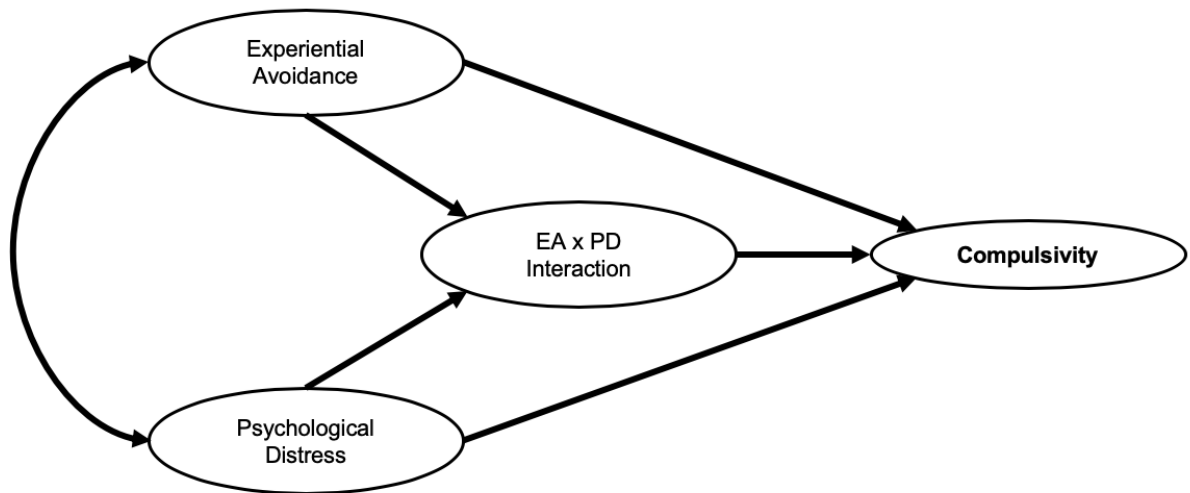 Experiential
Avoidance
EA x PD
Interaction
Compulsivity
Psychological
Distress